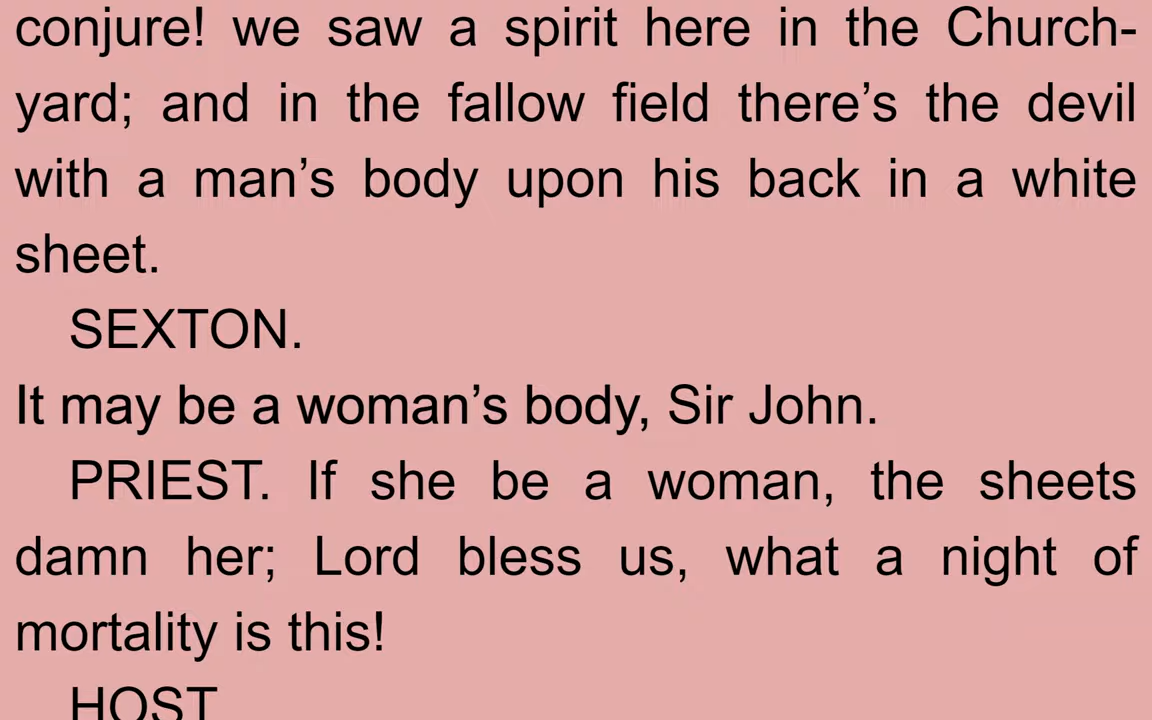 conjure! we saw a spirit here in the Church-
yard; and in the fallow field there’s the devil
with a man’s body upon his back in a white
sheet.
SEXTON.
It may be a woman’s body, Sir John.
PRIEST. If she be a woman, the sheets
damn her; Lord bless us, what a night of
mortality is this!
HOST